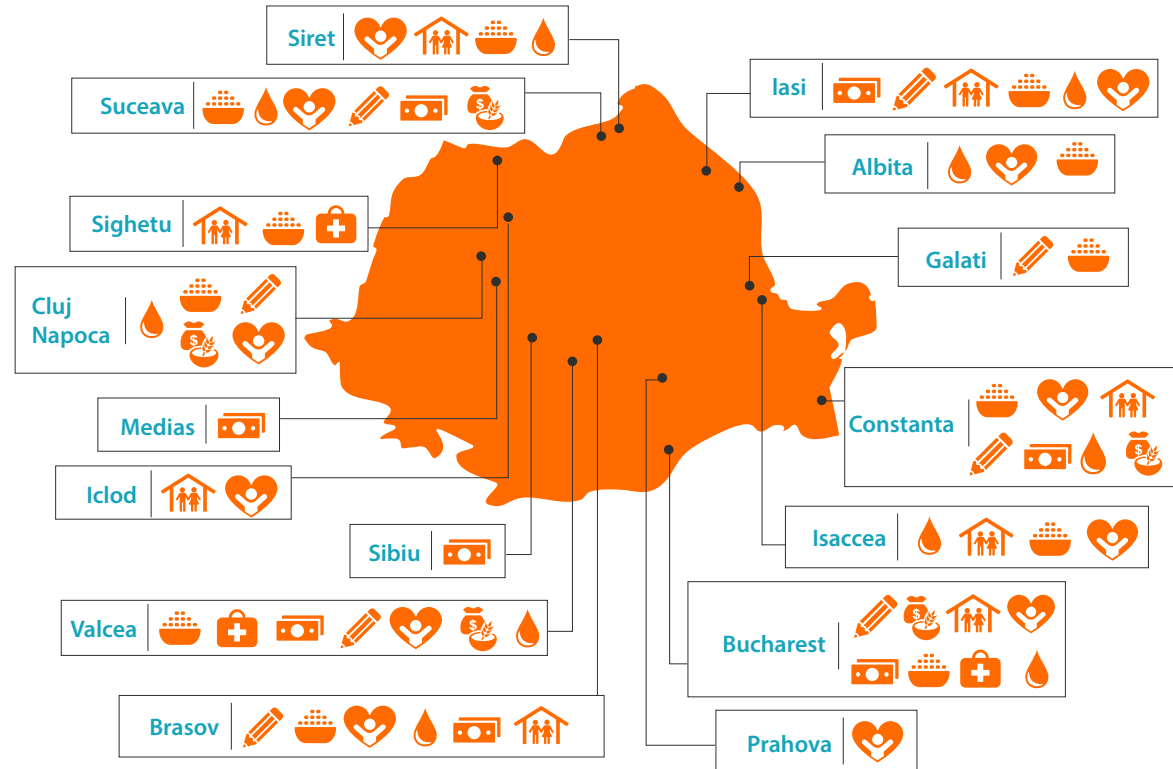 Siret
Suceava
Iasi
Albita
Sighetu
Galati
Cluj
Napoca
Medias
Constanta
Iclod
Sibiu
Isaccea
Valcea
Bucharest
Brasov
Prahova